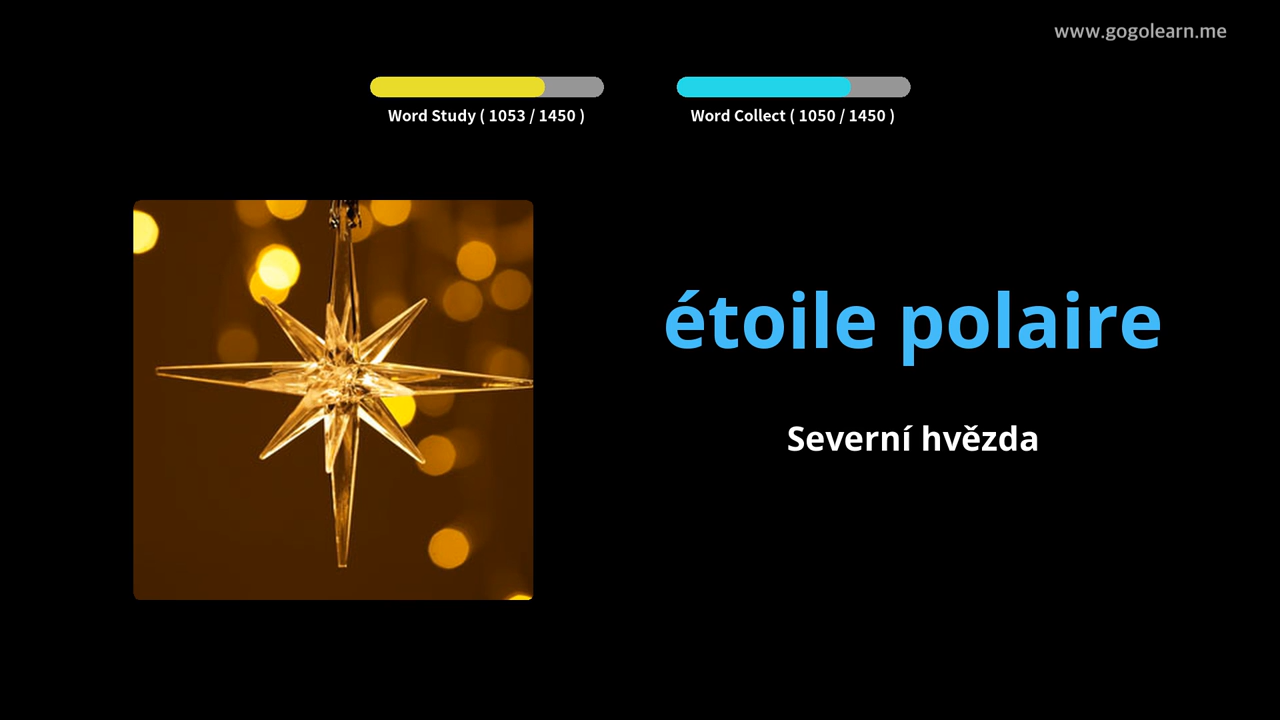 www.gogolearn.me
Word Study ( 1053 / 1450 )
Word Collect ( 1050 / 1450 )
étoile polaire
Severní hvězda